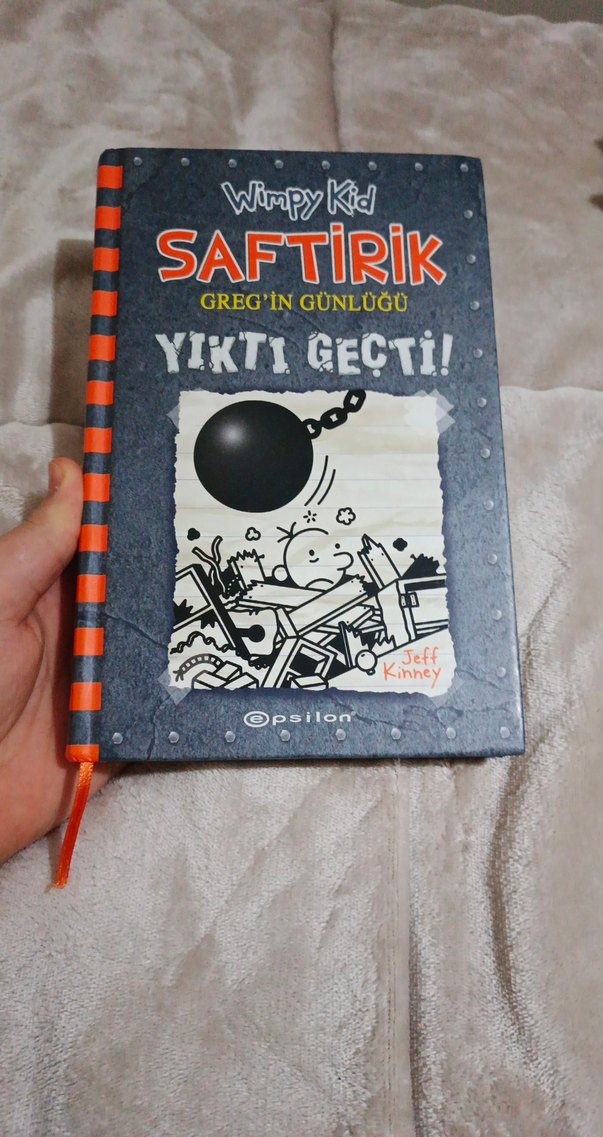 Wimpy Kid
SAFTİRİK
GREG'İN GÜNLÜĞÜ
YIKTI GEÇTİ!
Jeff
Kinney
epsilon